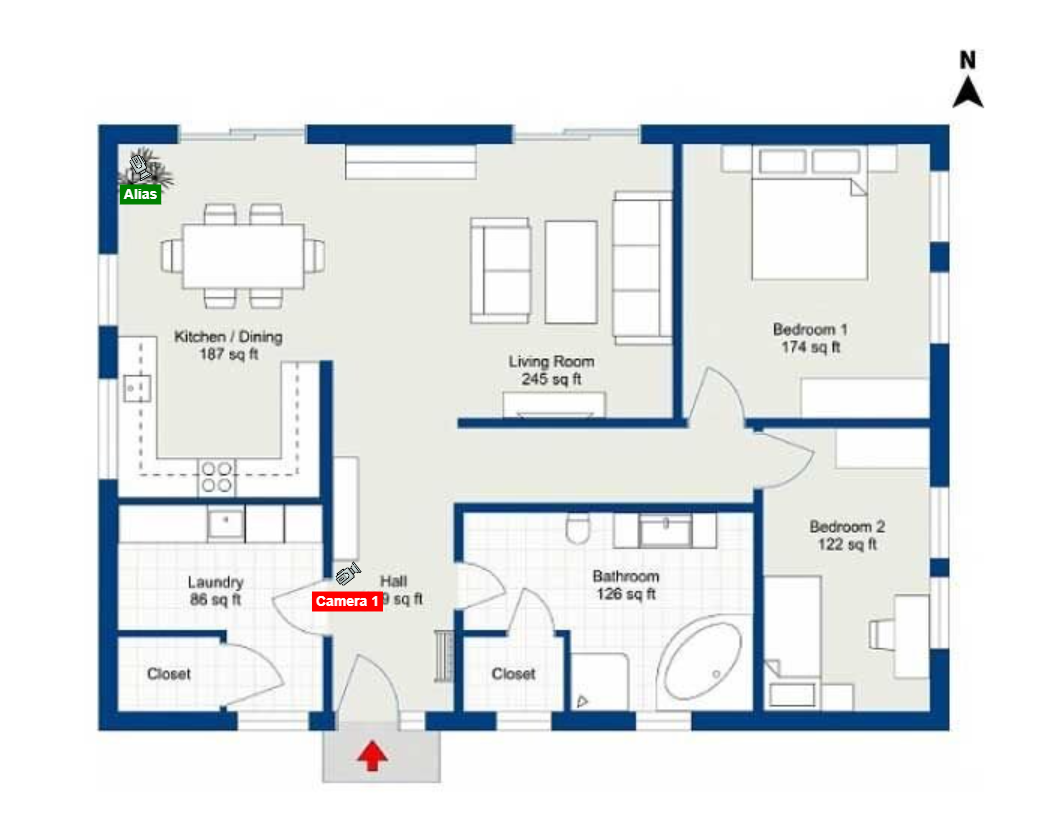 N
Alias
Kitchen / Dining
187 sq ft
Living Room
245 sq ft
Bedroom 1
174 sq ft
Bedroom 2
122 sq ft
Laundry
86 sq ft
Camera 1
Hall
9 sq ft
Bathroom
126 sq ft
Closet
Closet